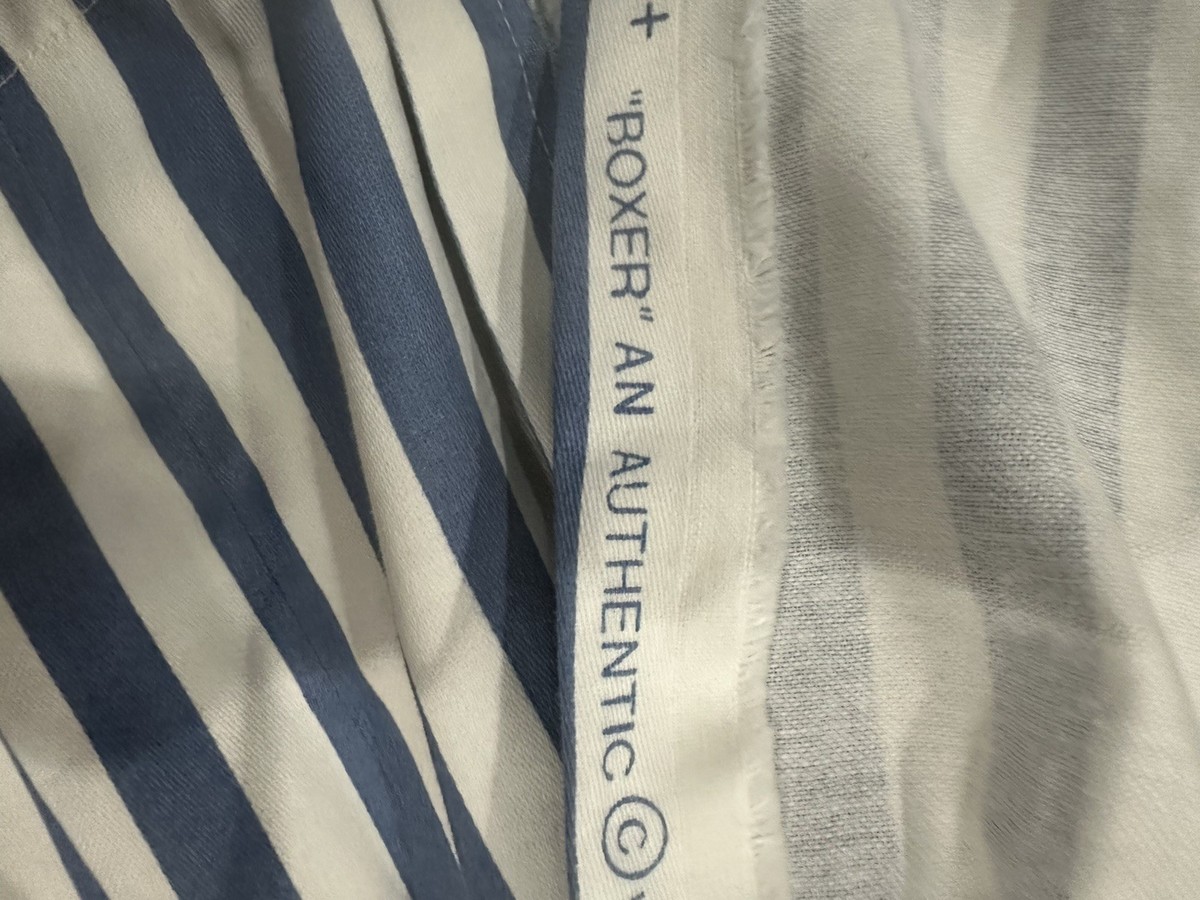 + "BOXER" AN AUTHENTIC ©